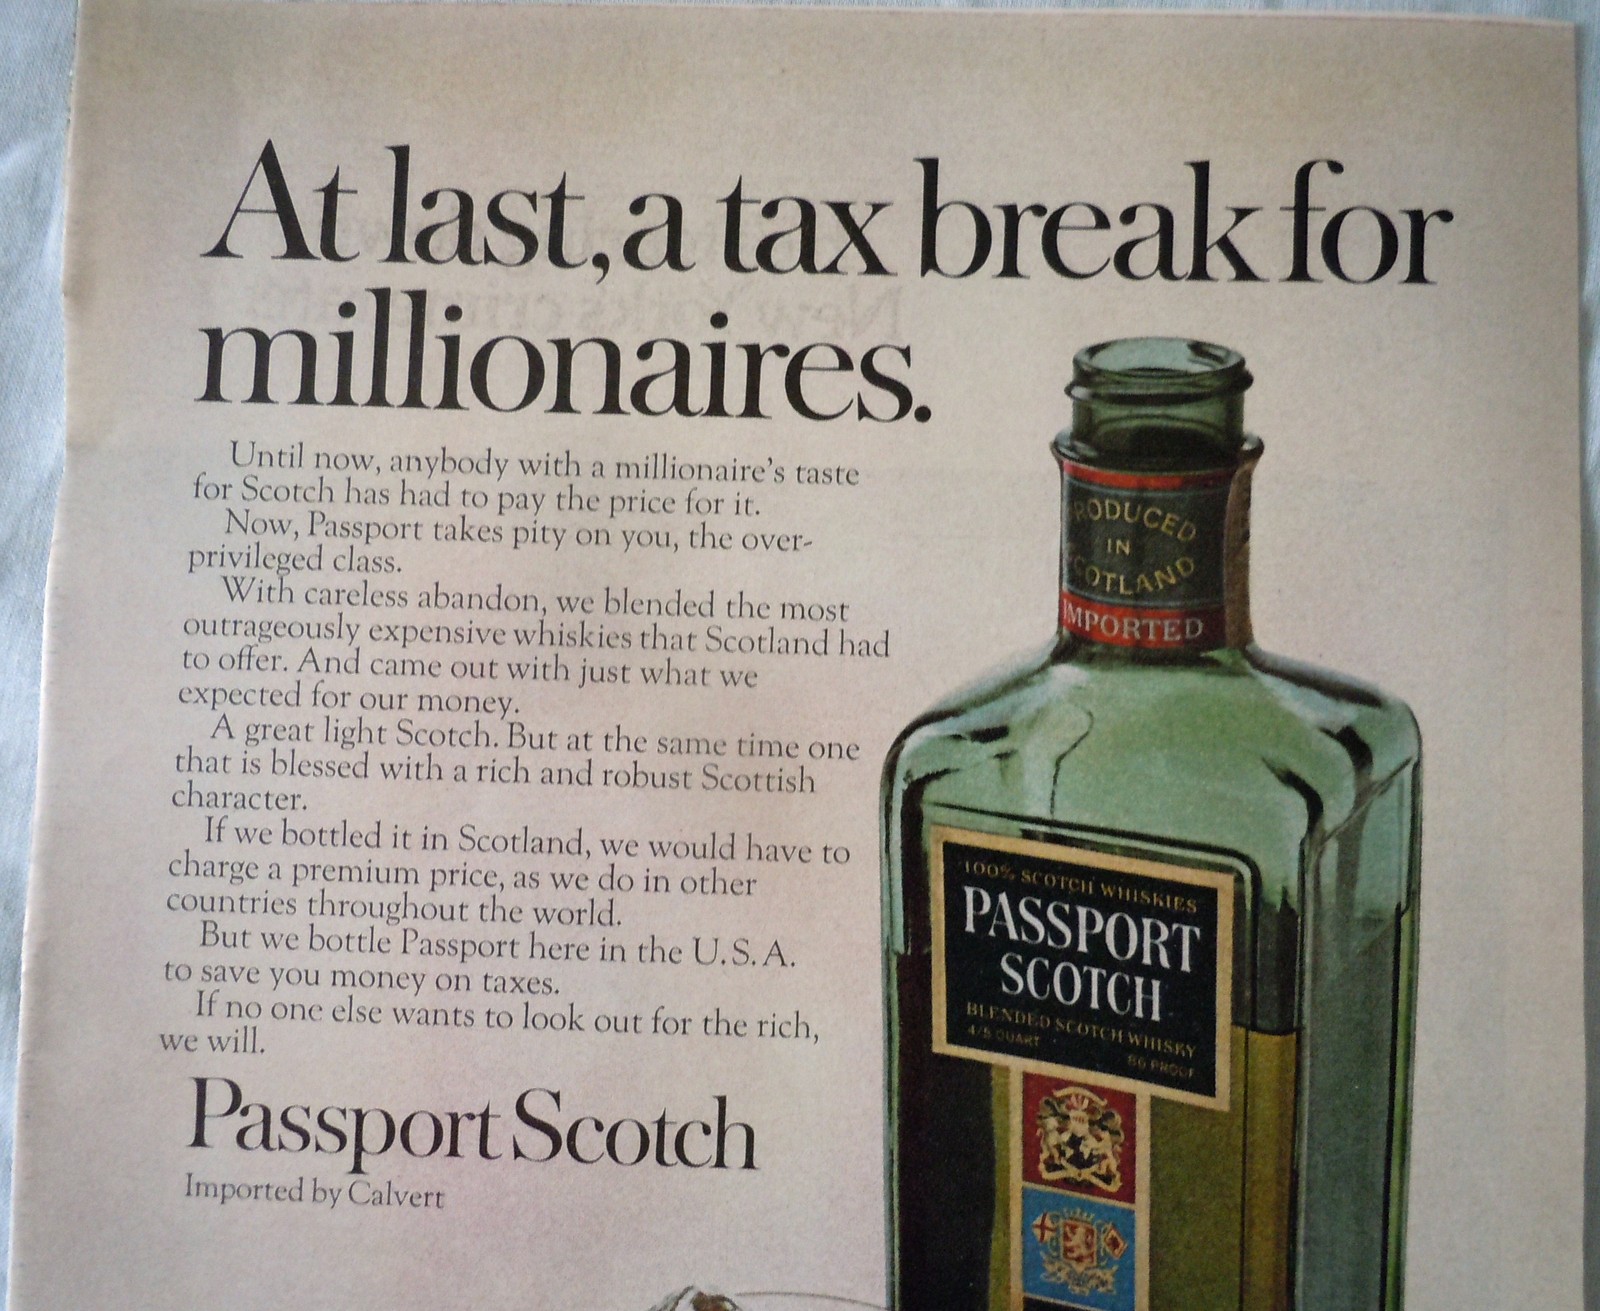 At last, a tax break for
millionaires.
Until now, anybody with a millionaire's taste
for Scotch has had to pay the price for it.
Now, Passport takes pity on you, the over-
privileged class.
With careless abandon, we blended the most
outrageously expensive whiskies that Scotland had
to offer. And came out with just what we
expected for our money.
A great light Scotch. But at the same time one
that is blessed with a rich and robust Scottish
character.
If we bottled it in Scotland, we would have to
charge a premium price, as we do in other
countries throughout the world.
But we bottle Passport here in the U.S.A.
to save you money on taxes.
If no one else wants to look out for the rich,
we will.
Passport Scotch
Imported by Calvert
PRODUCED
IN
SCOTLAND
IMPORTED
100% SCOTCH WHISKIES
PASSPORT
SCOTCH
BLENDED SCOTCH WHISKY
4/5 QUART
86 PROOF